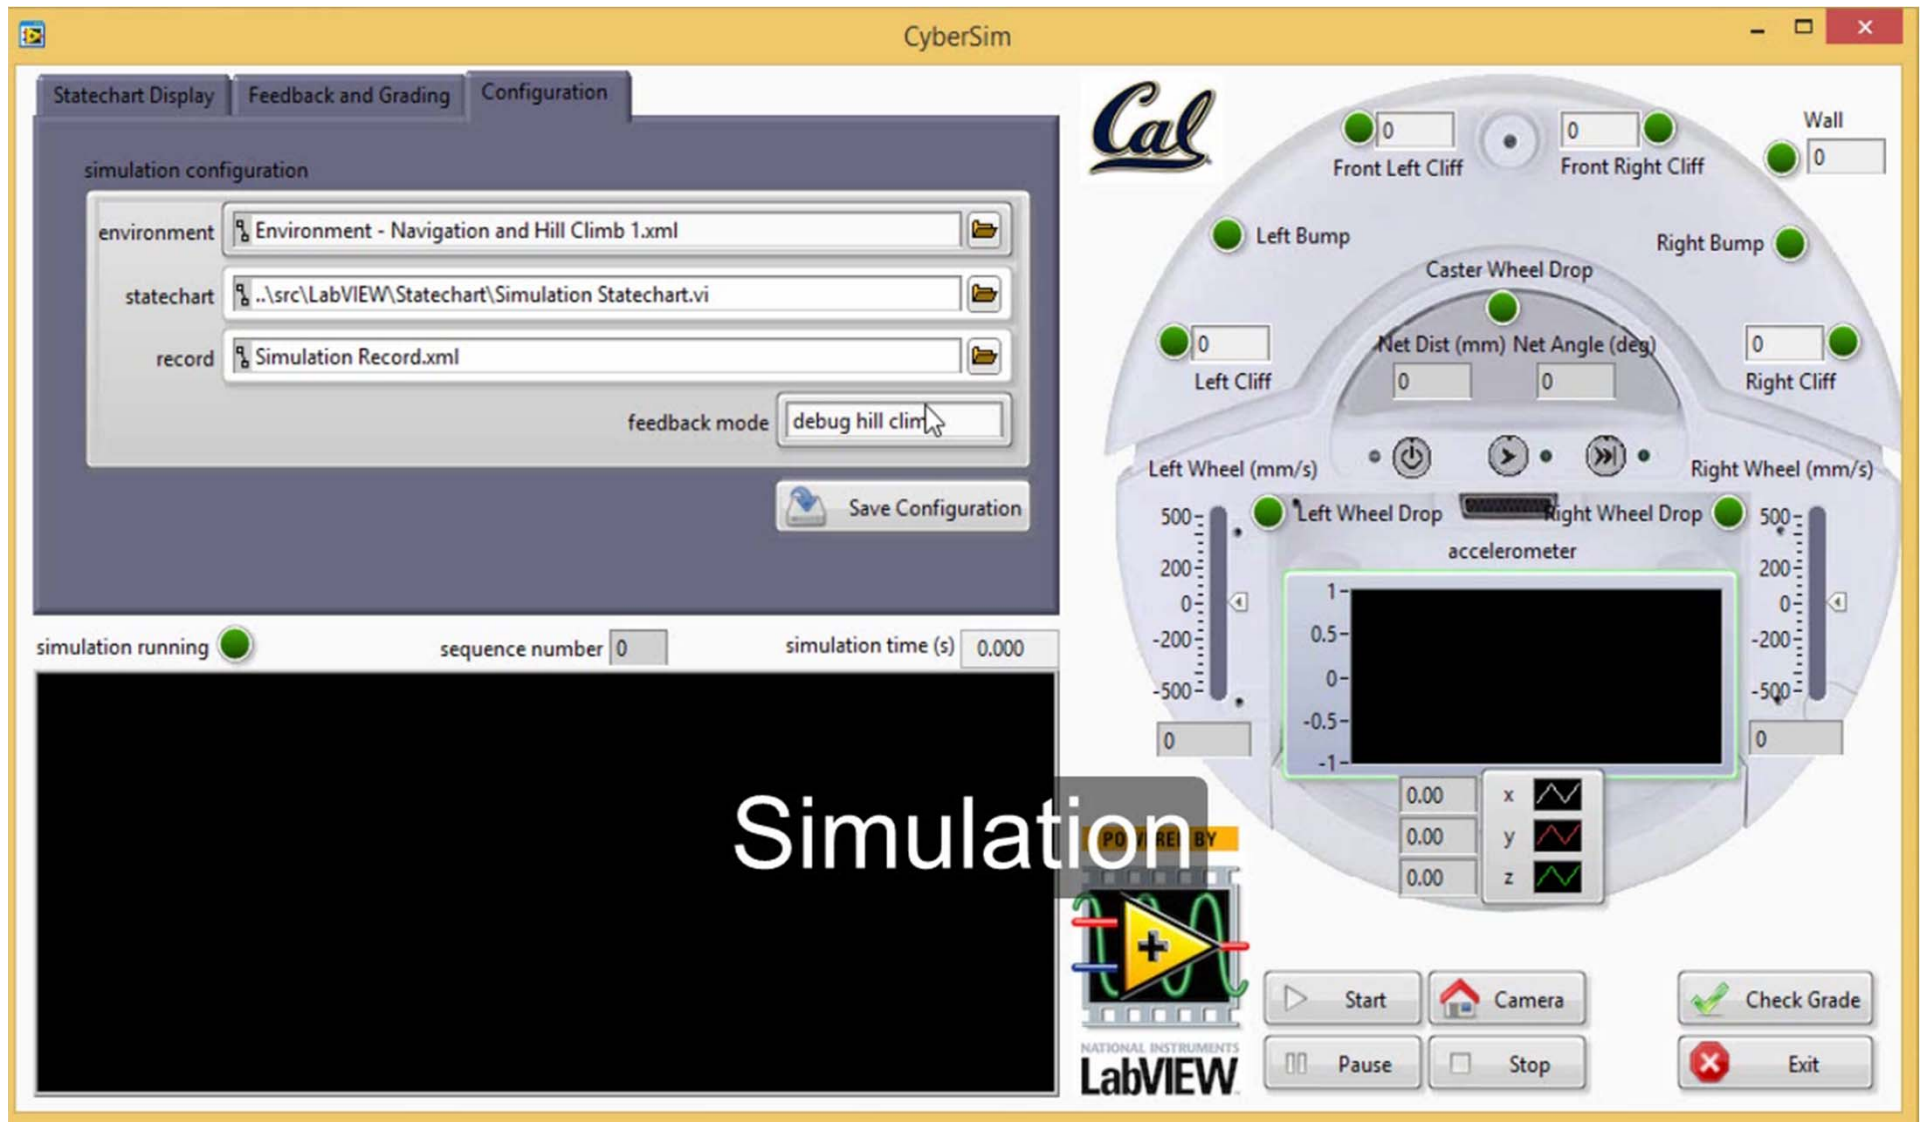 CyberSim
Statechart Display
Feedback and Grading
Configuration
simulation configuration
environment
Environment - Navigation and Hill Climb 1.xml
statechart
..\src\LabVIEW\Statechart\Simulation Statechart.vi
record
Simulation Record.xml
feedback mode
debug hill clim
Save Configuration
simulation running
sequence number
0
simulation time (s)
0.000
Cal
0
Front Left Cliff
0
Front Right Cliff
Wall
0
Left Bump
Right Bump
Caster Wheel Drop
0
Left Cliff
Net Dist (mm)
0
Net Angle (deg)
0
0
Right Cliff
Left Wheel (mm/s)
Right Wheel (mm/s)
500
200
0
-200
-500
0
Left Wheel Drop
Right Wheel Drop
500
200
0
-200
-500
0
accelerometer
1
0.5
0
-0.5
-1
0.00
x
0.00
y
0.00
z
Simulation
POWERED BY
NATIONAL INSTRUMENTS
LabVIEW
Start
Camera
Check Grade
Pause
Stop
Exit